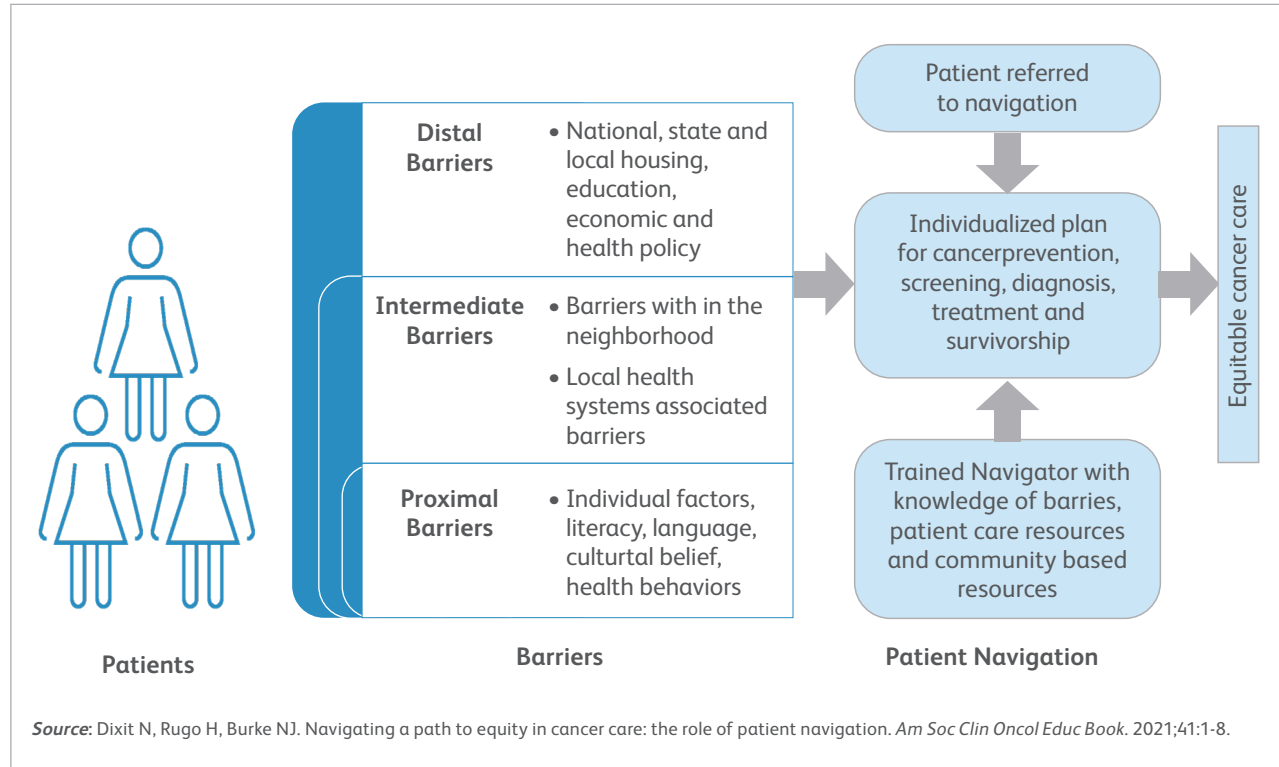 Distal
Barriers
• National, state and
local housing,
education,
economic and
health policy
Intermediate
Barriers
• Barriers with in the
neighborhood
• Local health
systems associated
barriers
Proximal
Barriers
• Individual factors,
literacy, language,
culturtal belief,
health behaviors
Patient referred
to navigation
Individualized plan
for cancerprevention,
screening, diagnosis,
treatment and
survivorship
Trained Navigator with
knowledge of barries,
patient care resources
and community based
resources
Equitable cancer care
Patients
Barriers
Patient Navigation
Source: Dixit N, Rugo H, Burke NJ. Navigating a path to equity in cancer care: the role of patient navigation. Am Soc Clin Oncol Educ Book. 2021;41:1-8.